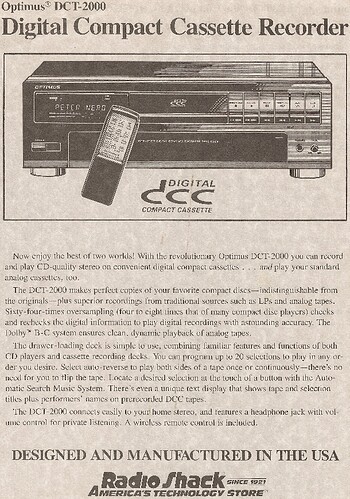 Optimus® DCT-2000
Digital Compact Cassette Recorder
OPTIMUS
PETER NERO
dcc
DIGITAL
dcc
COMPACT CASSETTE
Now enjoy the best of two worlds! With the revolutionary Optimus DCT-2000 you can record
and play CD-quality stereo on convenient digital compact cassettes . . . and play your standard
analog cassettes, too.
The DCT-2000 makes perfect copies of your favorite compact discs—indistinguishable from
the originals—plus superior recordings from traditional sources such as LPs and analog tapes.
Sixty-four-times oversampling (four to eight times that of many compact disc players) checks
and rechecks the digital information to play digital recordings with astounding accuracy. The
Dolby* B-C system ensures clean, dynamic playback of analog tapes.
The drawer-loading deck is simple to use, combining familiar features and functions of both
CD players and cassette recording decks. You can program up to 20 selections to play in any or-
der you desire. Select auto-reverse to play both sides of a tape once or continuously—there's no
need for you to flip the tape. Locate a desired selection at the touch of a button with the Auto-
matic Search Music System. There's even a unique text display that shows tape and selection
titles plus performers' names on prerecorded DCC tapes.
The DCT-2000 connects easily to your home stereo, and features a headphone jack with vol-
ume control for private listening. A wireless remote control is included.
DESIGNED AND MANUFACTURED IN THE USA
Radio Shack SINCE 1921
AMERICA'S TECHNOLOGY STORE